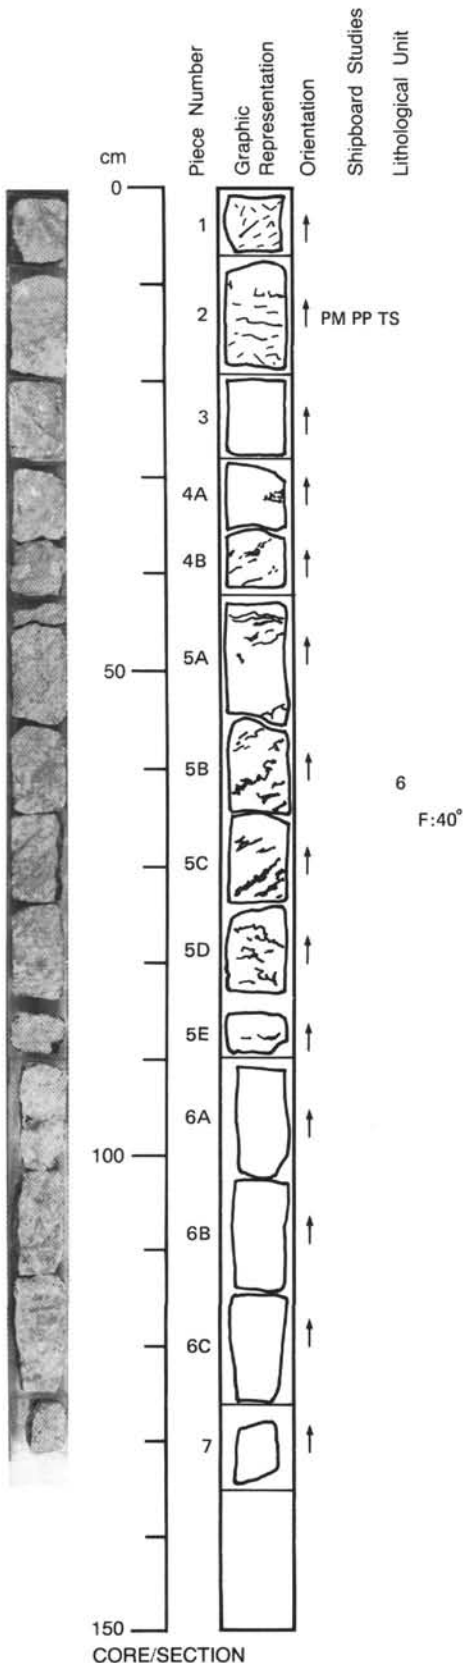 cm
Piece Number
Graphic Representation
Orientation
Shipboard Studies
Lithological Unit
0
1
2 PM PP TS
3
4A
4B
50 5A
5B
6
F:40°
5C
5D
5E
6A
100
6B
6C
7
150
CORE/SECTION